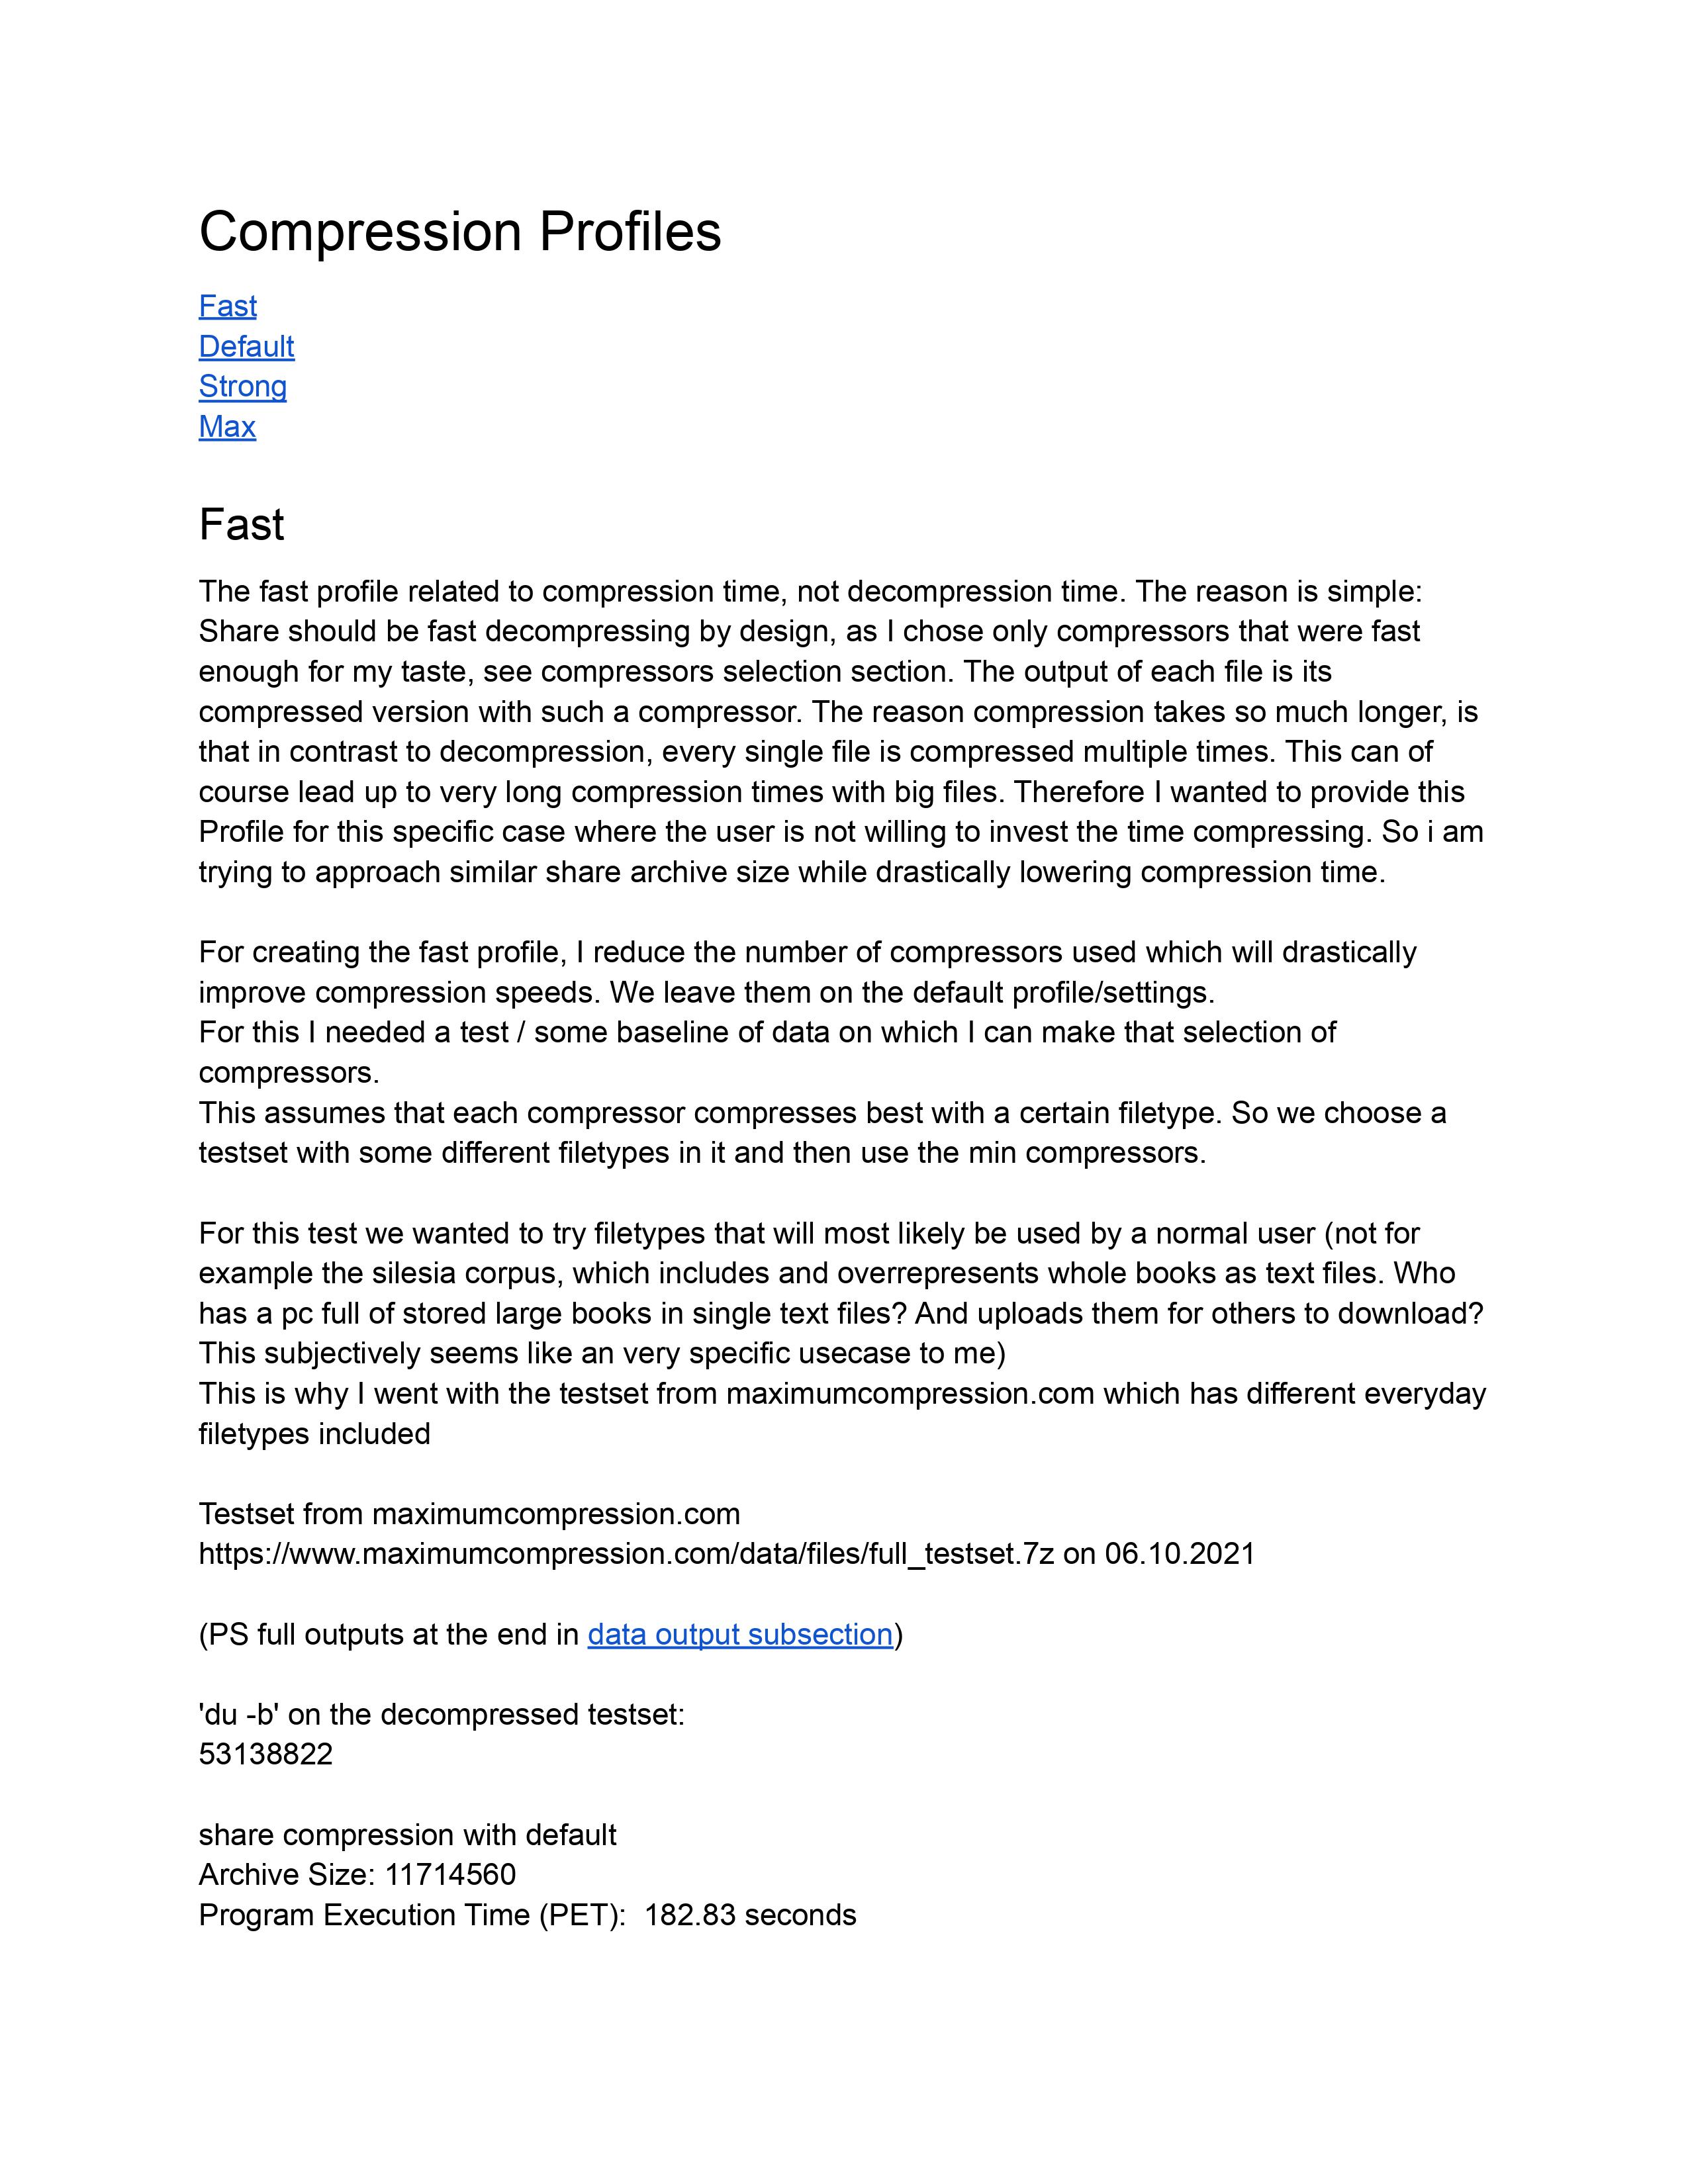 Compression Profiles
Fast
Default
Strong
Max
Fast
The fast profile related to compression time, not decompression time. The reason is simple:
Share should be fast decompressing by design, as I chose only compressors that were fast
enough for my taste, see compressors selection section. The output of each file is its
compressed version with such a compressor. The reason compression takes so much longer, is
that in contrast to decompression, every single file is compressed multiple times. This can of
course lead up to very long compression times with big files. Therefore I wanted to provide this
Profile for this specific case where the user is not willing to invest the time compressing. So i am
trying to approach similar share archive size while drastically lowering compression time.
For creating the fast profile, I reduce the number of compressors used which will drastically
improve compression speeds. We leave them on the default profile/settings.
For this I needed a test / some baseline of data on which I can make that selection of
compressors.
This assumes that each compressor compresses best with a certain filetype. So we choose a
testset with some different filetypes in it and then use the min compressors.
For this test we wanted to try filetypes that will most likely be used by a normal user (not for
example the silesia corpus, which includes and overrepresents whole books as text files. Who
has a pc full of stored large books in single text files? And uploads them for others to download?
This subjectively seems like an very specific usecase to me)
This is why I went with the testset from maximumcompression.com which has different everyday
filetypes included
Testset from maximumcompression.com
https://www.maximumcompression.com/data/files/full_testset.7z on 06.10.2021
(PS full outputs at the end in data output subsection)
'du -b' on the decompressed testset:
53138822
share compression with default
Archive Size: 11714560
Program Execution Time (PET):  182.83 seconds